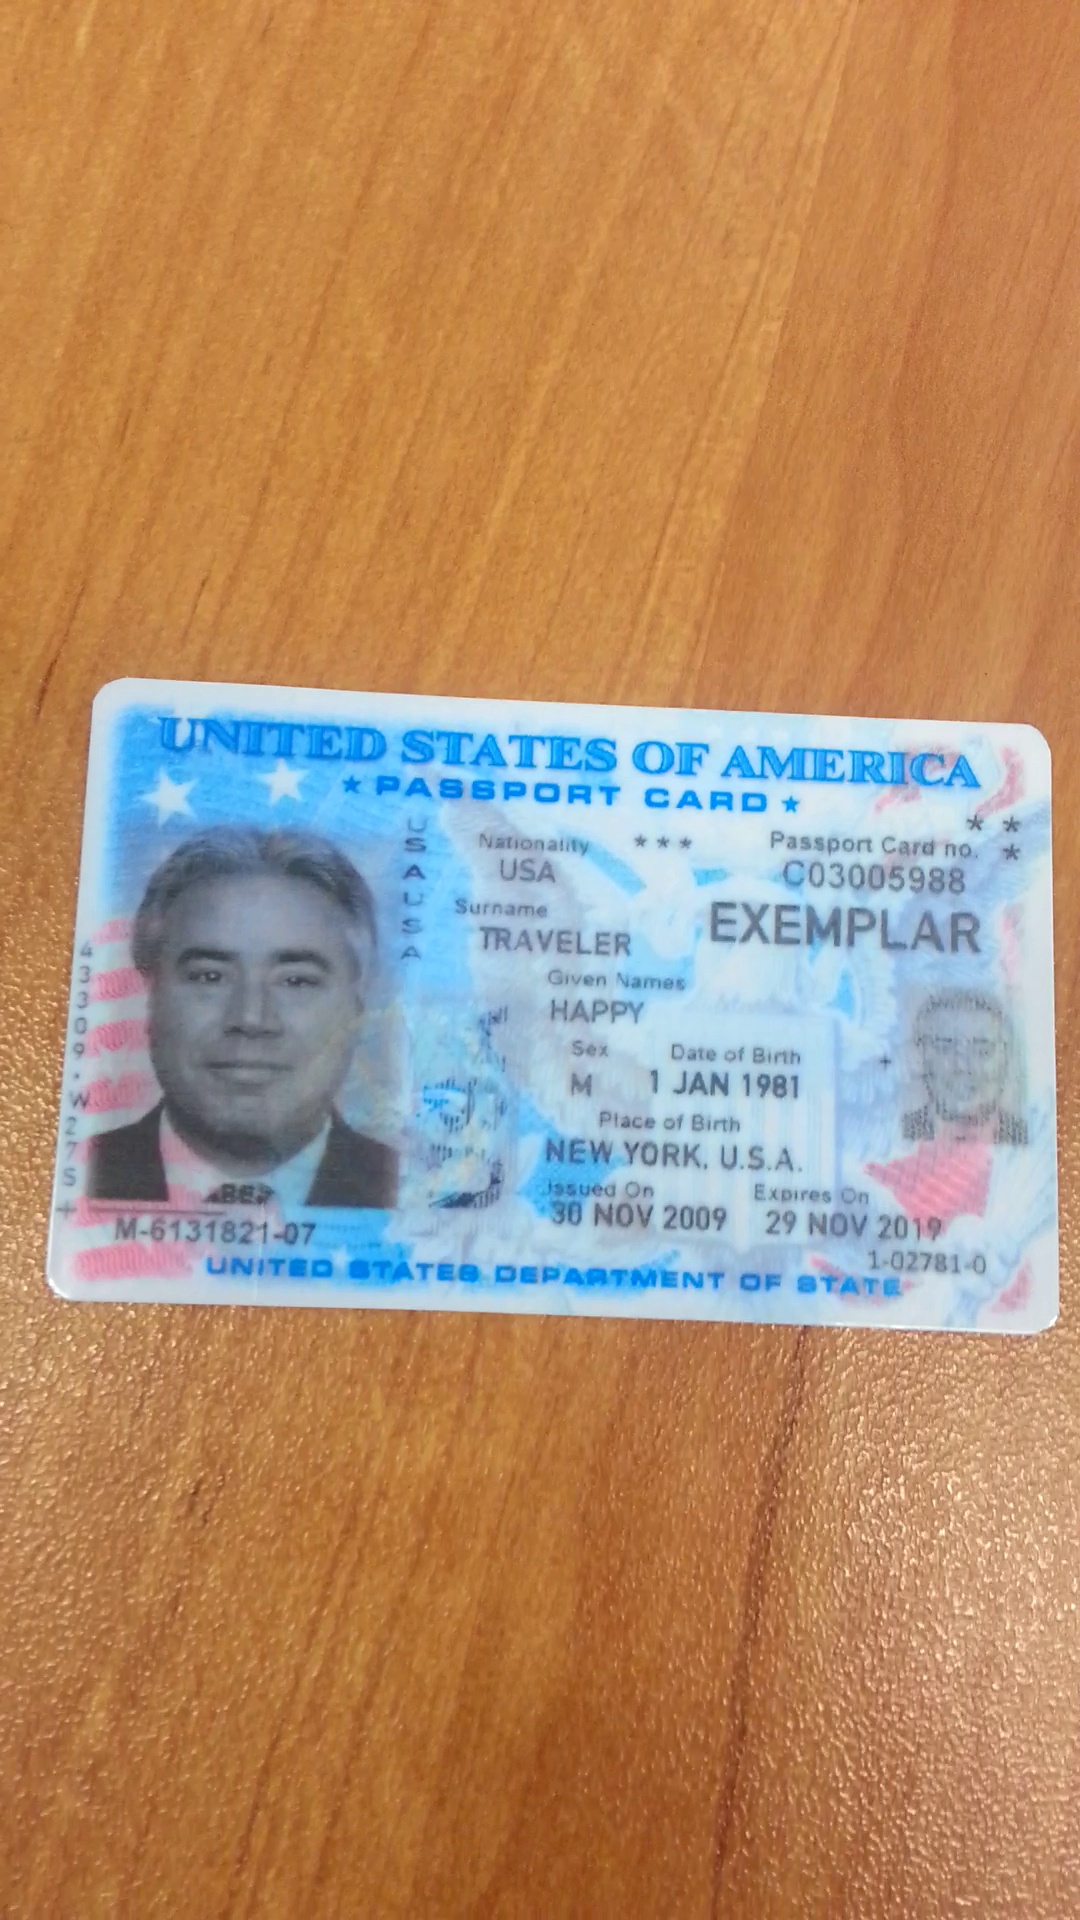 UNITED STATES OF AMERICA
★ PASSPORT CARD ★
USAUSA
Nationality * * * Passport Card no. * * *
USA C03005988
Surname EXEMPLAR
TRAVELER
Given Names
HAPPY
Sex Date of Birth
M 1 JAN 1981
Place of Birth
NEW YORK, U.S.A.
Issued On Expires On
30 NOV 2009 29 NOV 2019
M-6131821-07
1-02781-0
UNITED STATES DEPARTMENT OF STATE